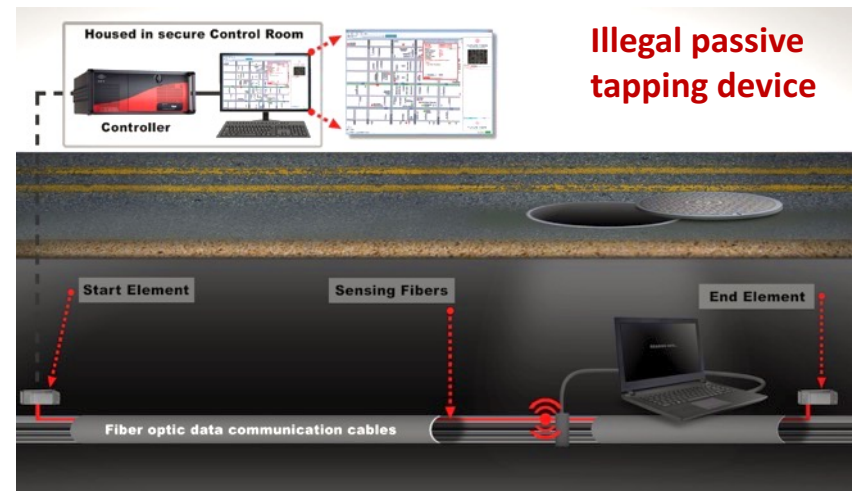 Housed in secure Control Room
Controller
Illegal passive
tapping device
Start Element
Sensing Fibers
End Element
Fiber optic data communication cables